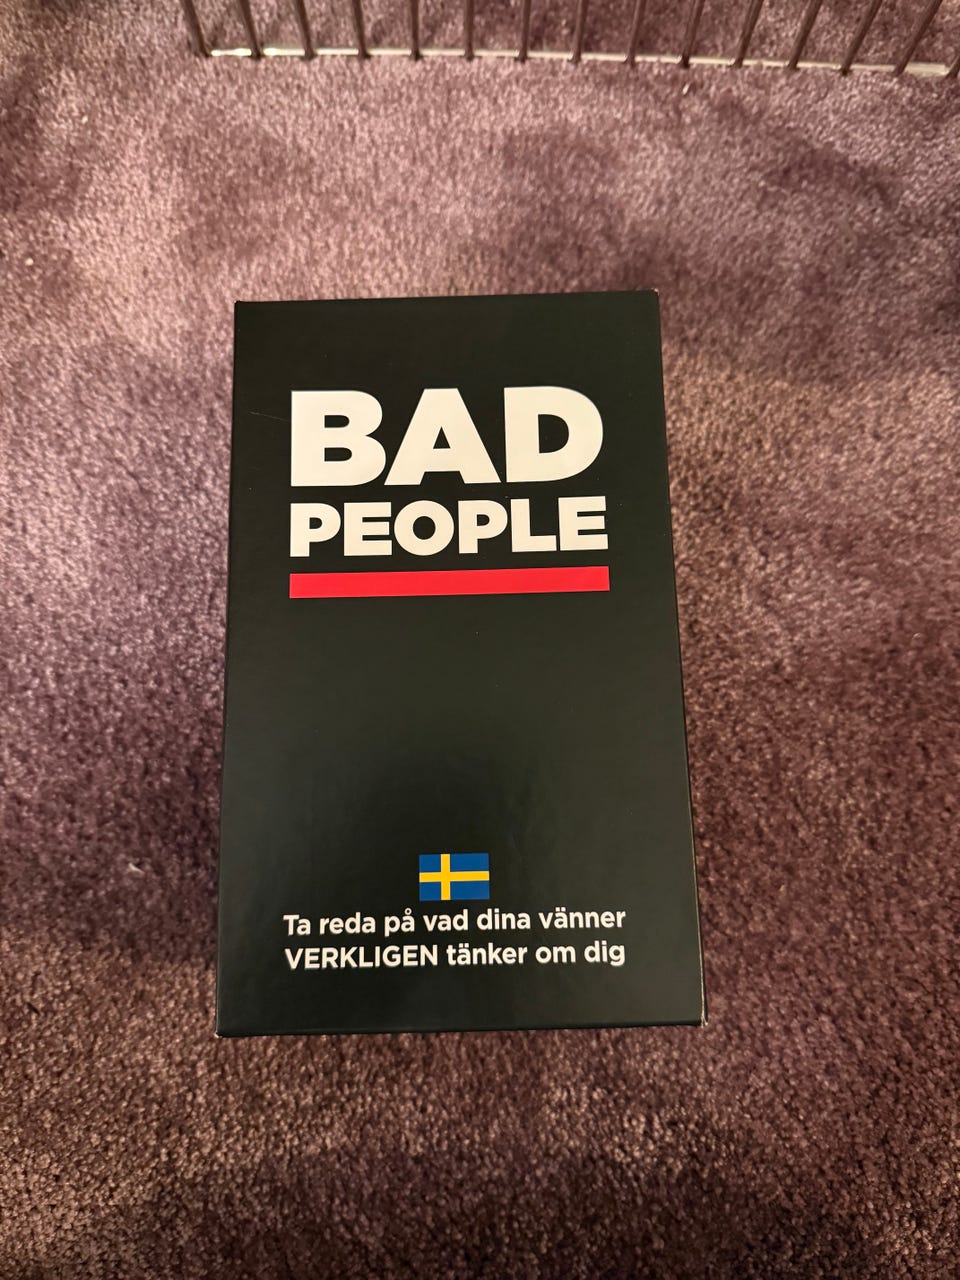 BAD
PEOPLE
Ta reda på vad dina vänner
VERKLIGEN tänker om dig